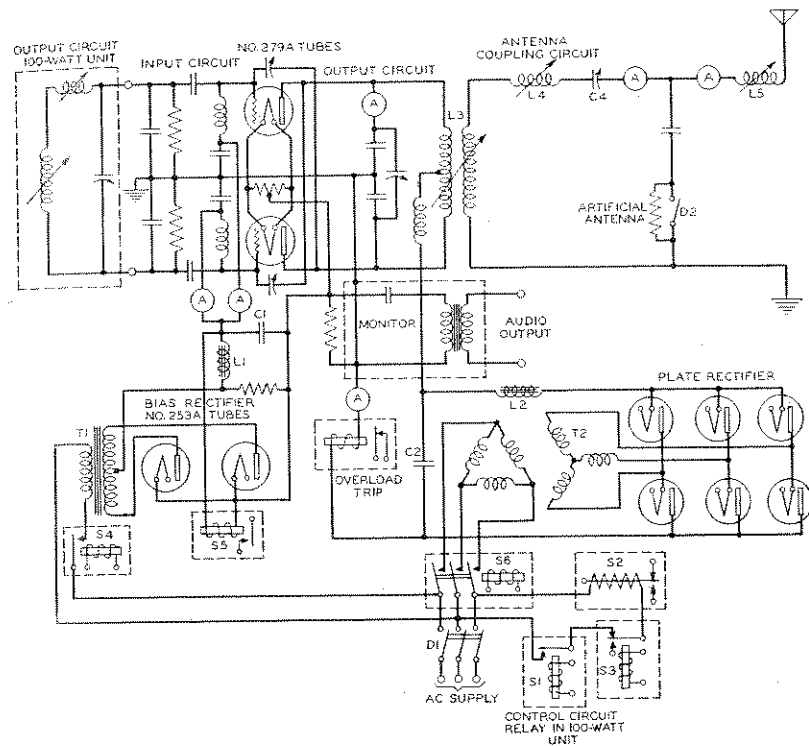 OUTPUT CIRCUIT
100-WATT UNIT
INPUT CIRCUIT
NO. 279A TUBES
OUTPUT CIRCUIT
ANTENNA
COUPLING CIRCUIT
A
A
A
L3
L4
C4
L5
ARTIFICIAL
ANTENNA
D2
A
A
C1
MONITOR
AUDIO
OUTPUT
L1
A
L2
PLATE RECTIFIER
BIAS RECTIFIER
NO. 253A TUBES
T1
C2
T2
OVERLOAD
TRIP
S4
S5
S6
S2
D1
S1
S3
AC SUPPLY
CONTROL CIRCUIT
RELAY IN 100-WATT
UNIT